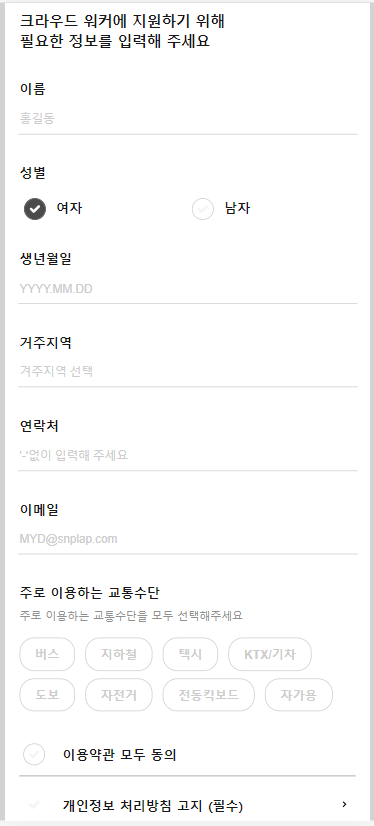 크라우드 워커에 지원하기 위해
필요한 정보를 입력해 주세요
이름
홍길동
성별
여자 남자
생년월일
YYYY.MM.DD
거주지역
겨주지역 선택
연락처
'-'없이 입력해 주세요
이메일
MYD@snplap.com
주로 이용하는 교통수단
주로 이용하는 교통수단을 모두 선택해주세요
버스 지하철 택시 KTX/기차
도보 자전거 전동킥보드 자가용
이용약관 모두 동의
개인정보 처리방침 고지 (필수)